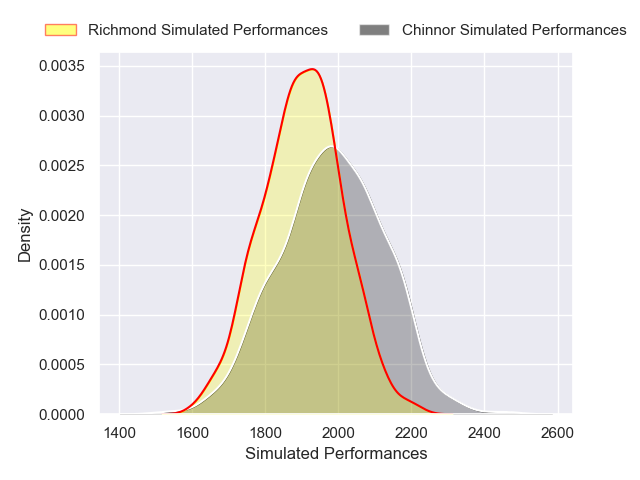 Richmond Simulated Performances
Chinnor Simulated Performances
0.0035
0.0030
0.0025
0.0020
0.0015
0.0010
0.0005
0.0000
Density
1400 1600 1800 2000 2200 2400 2600
Simulated Performances